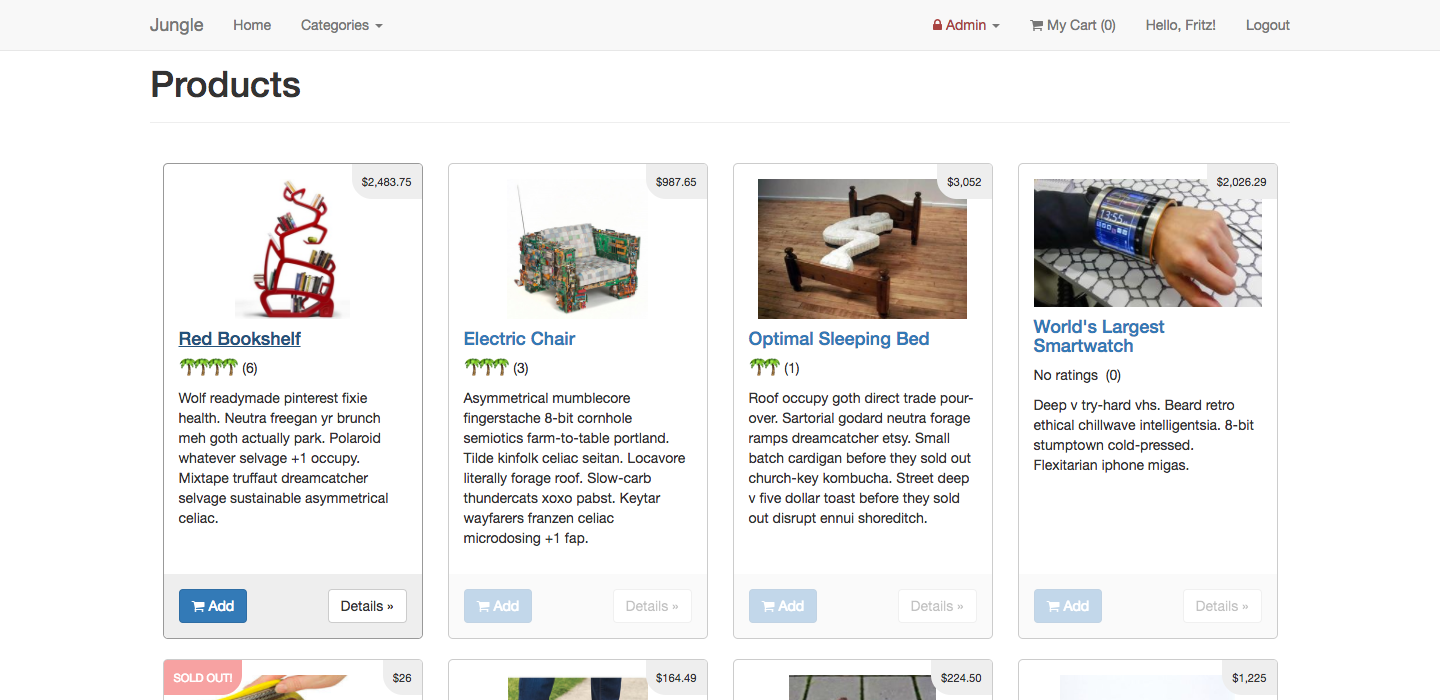 Jungle Home Categories Admin My Cart (0) Hello, Fritz! Logout
Products
$2,483.75
Red Bookshelf
(6)
Wolf readymade pinterest fixie
health. Neutra freegan yr brunch
meh goth actually park. Polaroid
whatever selvage +1 occupy.
Mixtape truffaut dreamcatcher
selvage sustainable asymmetrical
celiac.
Add Details »
$987.65
Electric Chair
(3)
Asymmetrical mumblecore
fingerstache 8-bit cornhole
semiotics farm-to-table portland.
Tilde kinfolk celiac seitan. Locavore
literally forage roof. Slow-carb
thundercats xoxo pabst. Keytar
wayfarers franzen celiac
microdosing +1 fap.
Add Details »
$3,052
Optimal Sleeping Bed
(1)
Roof occupy goth direct trade pour-
over. Sartorial godard neutra forage
ramps dreamcatcher etsy. Small
batch cardigan before they sold out
church-key kombucha. Street deep
v five dollar toast before they sold
out disrupt ennui shoreditch.
Add Details »
$2,026.29
13:55
World's Largest
Smartwatch
No ratings (0)
Deep v try-hard vhs. Beard retro
ethical chillwave intelligentsia. 8-bit
stumptown cold-pressed.
Flexitarian iphone migas.
Add Details »
SOLD OUT! $26
$164.49
$224.50
$1,225